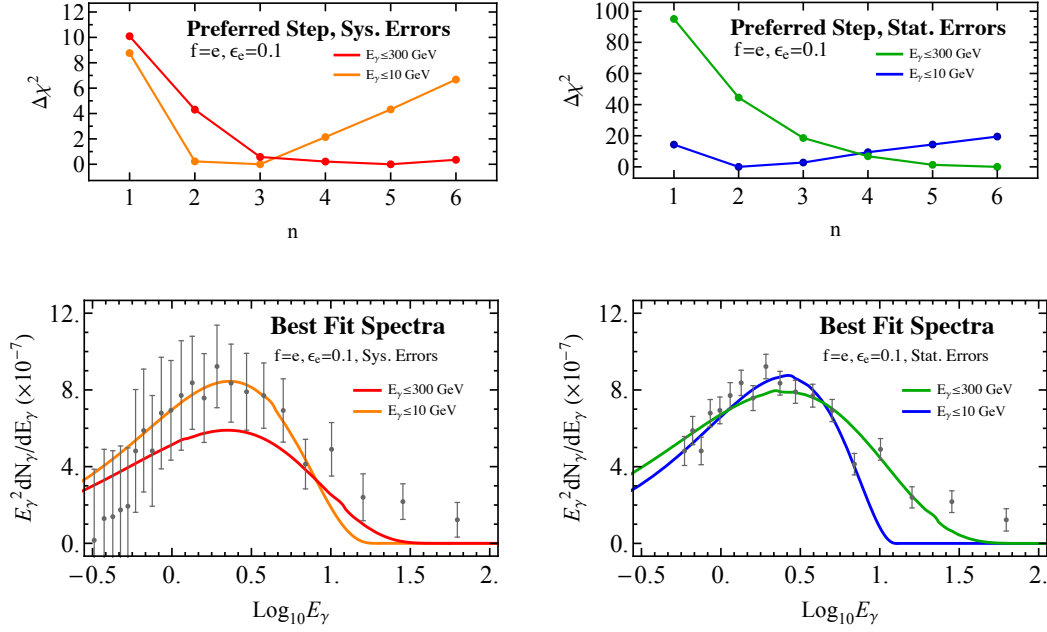 Preferred Step, Sys. Errors
f=e, ϵe=0.1
Eγ≤300 GeV
Eγ≤10 GeV
Δχ²
12
10
8
6
4
2
0
1 2 3 4 5 6
n
Preferred Step, Stat. Errors
f=e, ϵe=0.1
Eγ≤300 GeV
Eγ≤10 GeV
Δχ²
100
80
60
40
20
0
1 2 3 4 5 6
n
Best Fit Spectra
f=e, ϵe=0.1, Sys. Errors
Eγ≤300 GeV
Eγ≤10 GeV
Eγ² dNγ/dEγ (×10⁻⁷)
12.
8.
4.
0.
−0.5 0. 0.5 1. 1.5 2.
Log₁₀Eγ
Best Fit Spectra
f=e, ϵe=0.1, Stat. Errors
Eγ≤300 GeV
Eγ≤10 GeV
Eγ² dNγ/dEγ (×10⁻⁷)
12.
8.
4.
0.
−0.5 0. 0.5 1. 1.5 2.
Log₁₀Eγ